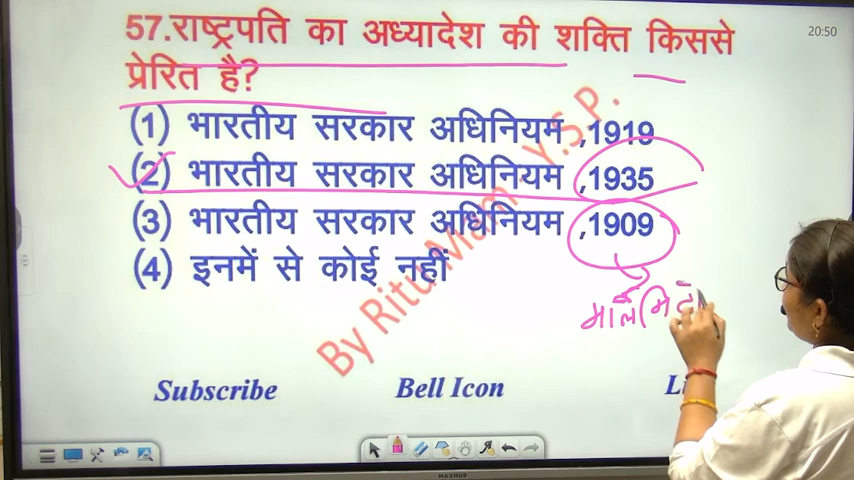 20:50
57.राष्ट्रपति का अध्यादेश की शक्ति किससे
प्रेरित है?
(1) भारतीय सरकार अधिनियम ,1919
(2) भारतीय सरकार अधिनियम ,1935
(3) भारतीय सरकार अधिनियम ,1909
(4) इनमें से कोई नहीं
By Ritu Mam Y.S.P.
Subscribe Bell Icon
MAXHUB